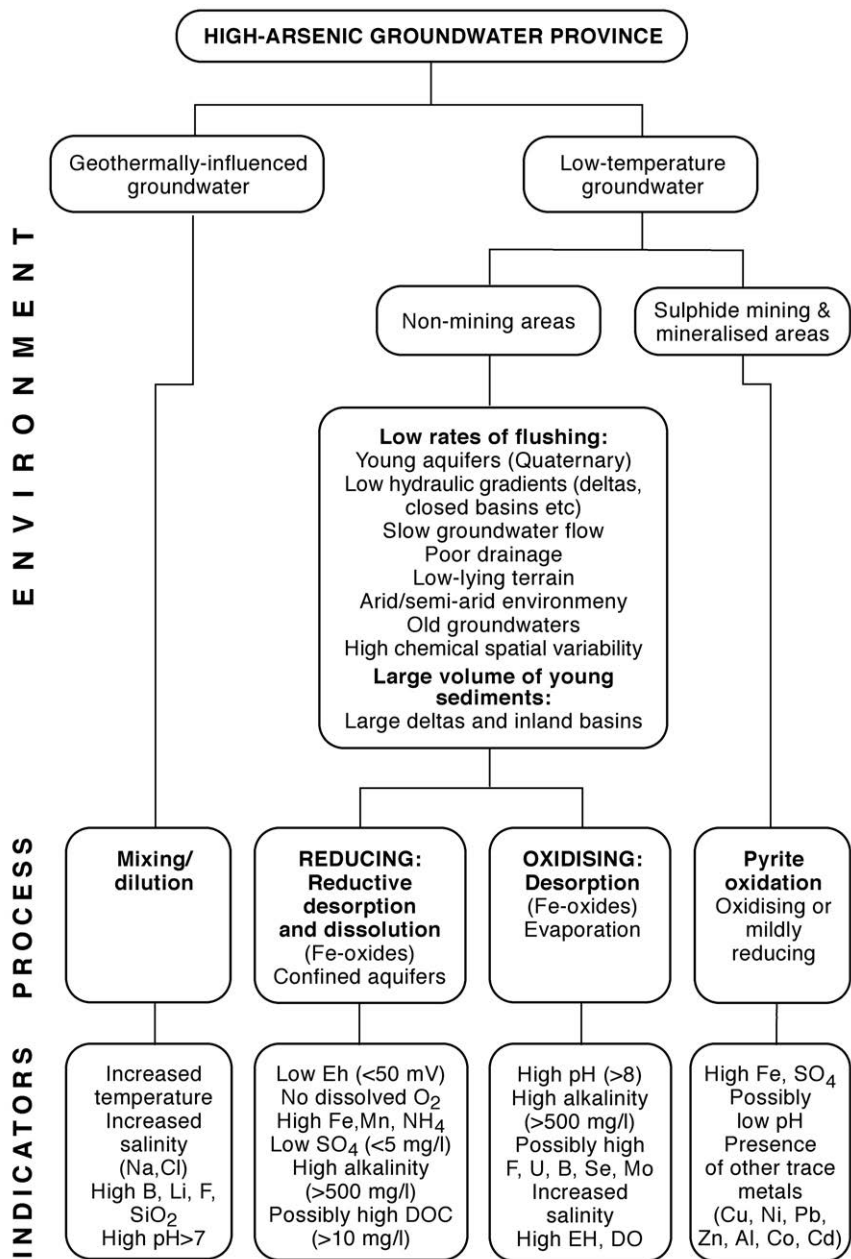 HIGH-ARSENIC GROUNDWATER PROVINCE
Geothermally-influenced
groundwater
Low-temperature
groundwater
ENVIRONMENT
Non-mining areas
Sulphide mining &
mineralised areas
Low rates of flushing:
Young aquifers (Quaternary)
Low hydraulic gradients (deltas,
closed basins etc)
Slow groundwater flow
Poor drainage
Low-lying terrain
Arid/semi-arid environmeny
Old groundwaters
High chemical spatial variability
Large volume of young
sediments:
Large deltas and inland basins
PROCESS
Mixing/
dilution
REDUCING:
Reductive
desorption
and dissolution
(Fe-oxides)
Confined aquifers
OXIDISING:
Desorption
(Fe-oxides)
Evaporation
Pyrite
oxidation
Oxidising or
mildly
reducing
INDICATORS
Increased
temperature
Increased
salinity
(Na,Cl)
High B, Li, F,
SiO2
High pH>7
Low Eh (<50 mV)
No dissolved O2
High Fe,Mn, NH4
Low SO4 (<5 mg/l)
High alkalinity
(>500 mg/l)
Possibly high DOC
(>10 mg/l)
High pH (>8)
High alkalinity
(>500 mg/l)
Possibly high
F, U, B, Se, Mo
Increased
salinity
High EH, DO
High Fe, SO4
Possibly
low pH
Presence
of other trace
metals
(Cu, Ni, Pb,
Zn, Al, Co, Cd)